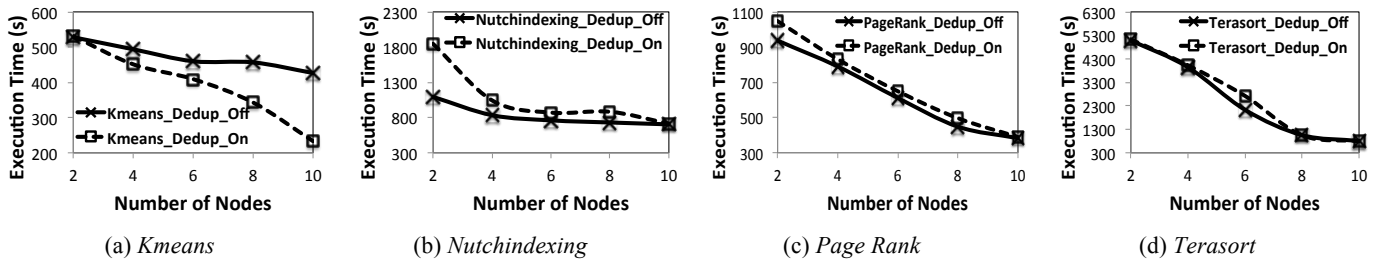 Execution Time (s)
600
500
400
300
200
Kmeans_Dedup_Off
Kmeans_Dedup_On
2 4 6 8 10
Number of Nodes
(a) Kmeans
Execution Time (s)
2300
1800
1300
800
300
Nutchindexing_Dedup_Off
Nutchindexing_Dedup_On
2 4 6 8 10
Number of Nodes
(b) Nutchindexing
Execution Time (s)
1100
900
700
500
300
PageRank_Dedup_Off
PageRank_Dedup_On
2 4 6 8 10
Number of Nodes
(c) Page Rank
Execution Time (s)
6300
5300
4300
3300
2300
1300
300
Terasort_Dedup_Off
Terasort_Dedup_On
2 4 6 8 10
Number of Nodes
(d) Terasort